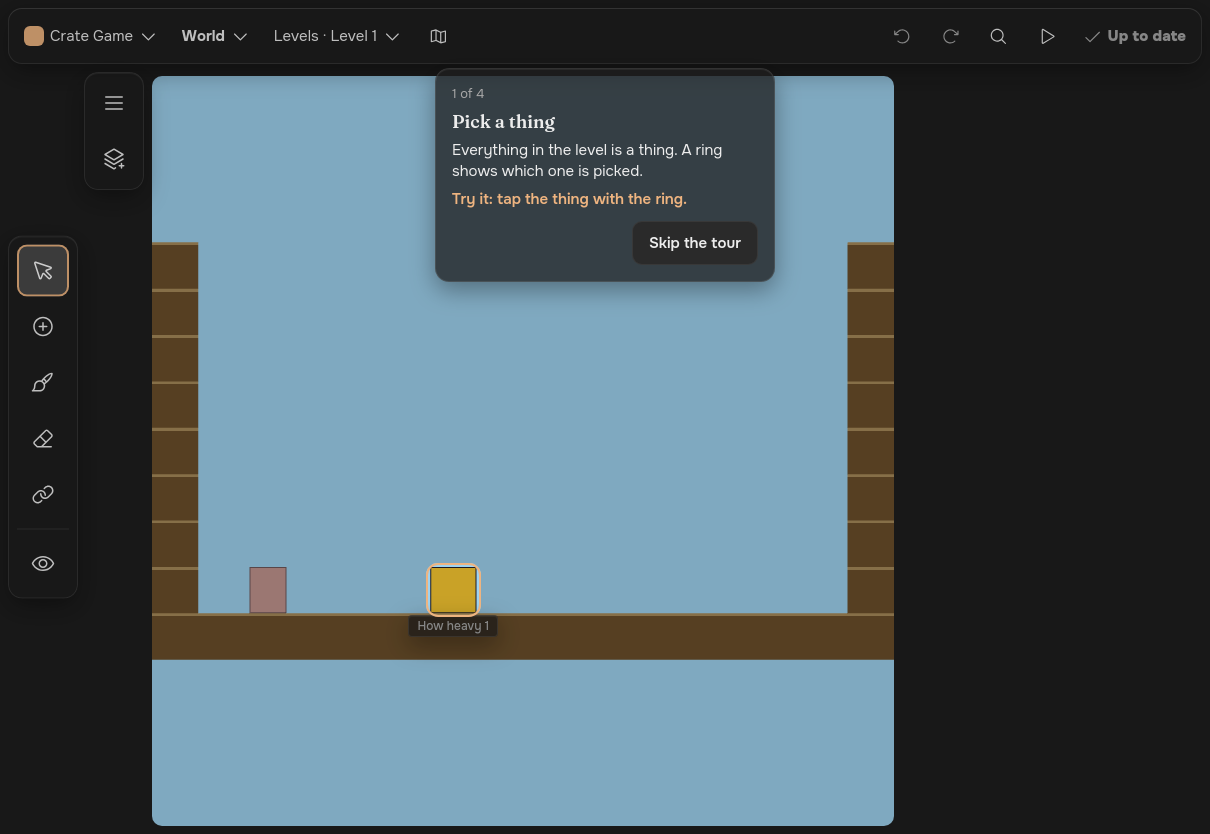 Crate Game World Levels · Level 1 Up to date
1 of 4
Pick a thing
Everything in the level is a thing. A ring
shows which one is picked.
Try it: tap the thing with the ring.
Skip the tour
How heavy 1